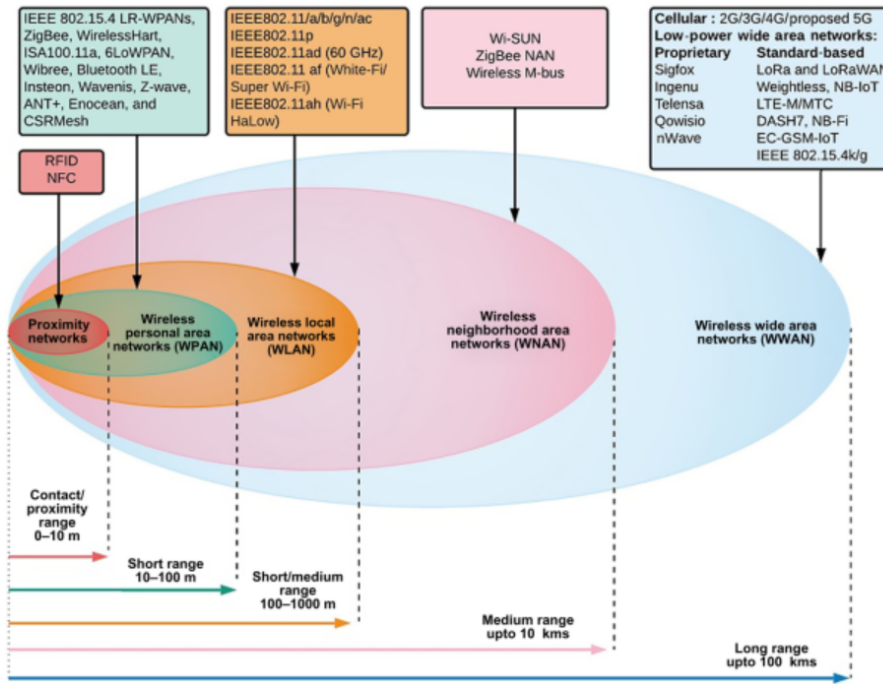 IEEE 802.15.4 LR-WPANs,
ZigBee, WirelessHart,
ISA100.11a, 6LoWPAN,
Wibree, Bluetooth LE,
Insteon, Wavenis, Z-wave,
ANT+, Enocean, and
CSRMesh
IEEE802.11/a/b/g/n/ac
IEEE802.11p
IEEE802.11ad (60 GHz)
IEEE802.11 af (White-Fi/
Super Wi-Fi)
IEEE802.11ah (Wi-Fi
HaLow)
Wi-SUN
ZigBee NAN
Wireless M-bus
Cellular : 2G/3G/4G/proposed 5G
Low-power wide area networks:
Proprietary Standard-based
Sigfox LoRa and LoRaWAN
Ingenu Weightless, NB-IoT
Telensa LTE-M/MTC
Qowisio DASH7, NB-Fi
nWave EC-GSM-IoT
IEEE 802.15.4k/g
RFID
NFC
Proximity
networks
Wireless
personal area
networks (WPAN)
Wireless local
area networks
(WLAN)
Wireless
neighborhood area
networks (WNAN)
Wireless wide area
networks (WWAN)
Contact/
proximity
range
0–10 m
Short range
10–100 m
Short/medium
range
100–1000 m
Medium range
upto 10 kms
Long range
upto 100 kms